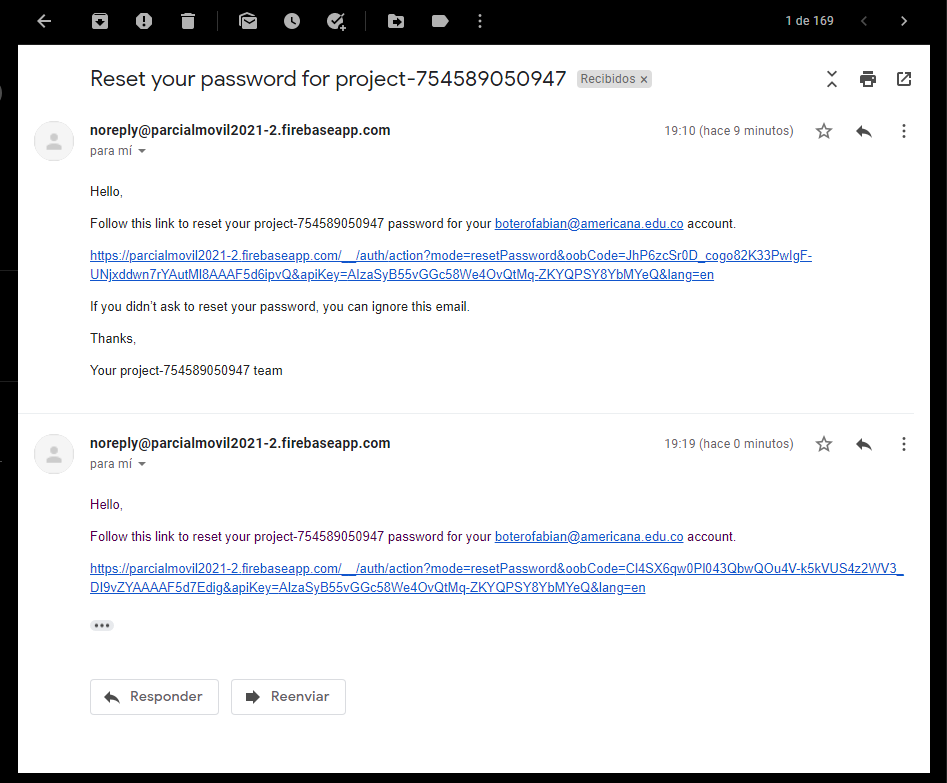 1 de 169
Reset your password for project-754589050947 Recibidos ×
noreply@parcialmovil2021-2.firebaseapp.com 19:10 (hace 9 minutos)
para mí
Hello,
Follow this link to reset your project-754589050947 password for your boterofabian@americana.edu.co account.
https://parcialmovil2021-2.firebaseapp.com/__/auth/action?mode=resetPassword&oobCode=JhP6zcSr0D_cogo82K33PwIgF-
UNjxddwn7rYAutMI8AAAF5d6ipvQ&apiKey=AIzaSyB55vGGc58We4OvQtMq-ZKYQPSY8YbMYeQ&lang=en
If you didn’t ask to reset your password, you can ignore this email.
Thanks,
Your project-754589050947 team
noreply@parcialmovil2021-2.firebaseapp.com 19:19 (hace 0 minutos)
para mí
Hello,
Follow this link to reset your project-754589050947 password for your boterofabian@americana.edu.co account.
https://parcialmovil2021-2.firebaseapp.com/__/auth/action?mode=resetPassword&oobCode=CI4SX6qw0PI043QbwQOu4V-k5kVUS4z2WV3_
DI9vZYAAAAF5d7Edig&apiKey=AIzaSyB55vGGc58We4OvQtMq-ZKYQPSY8YbMYeQ&lang=en
Responder Reenviar